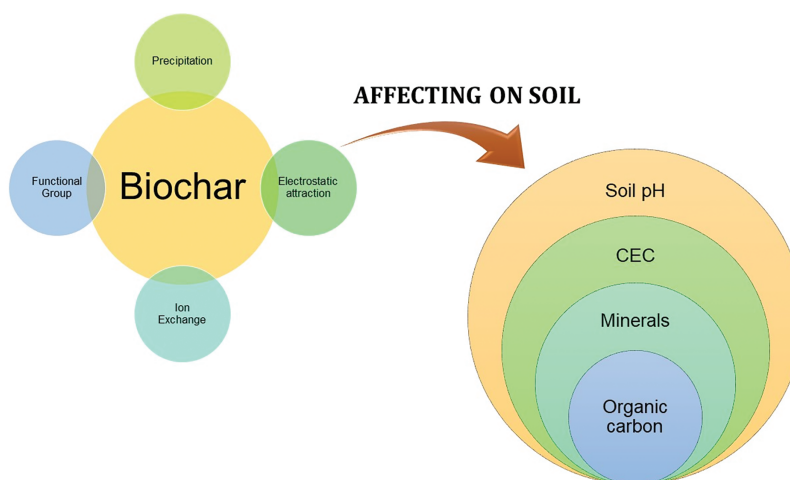 Precipitation
AFFECTING ON SOIL
Functional
Group
Biochar
Electrostatic
attraction
Ion
Exchange
Soil pH
CEC
Minerals
Organic
carbon